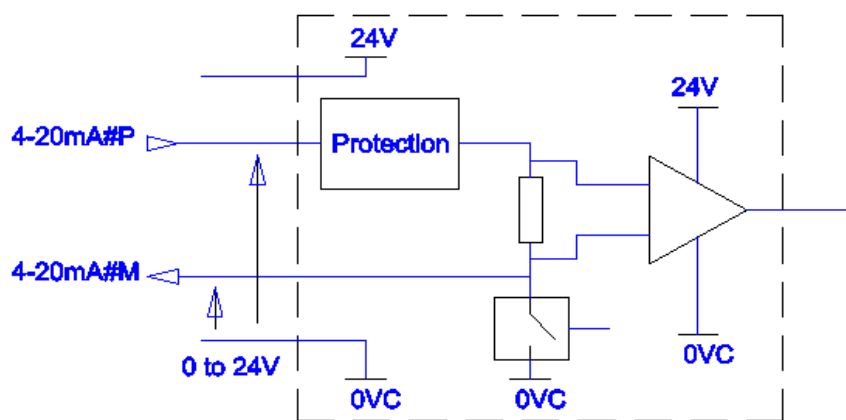 24V
24V
4-20mA#P
Protection
4-20mA#M
0 to 24V
0VC
0VC
0VC